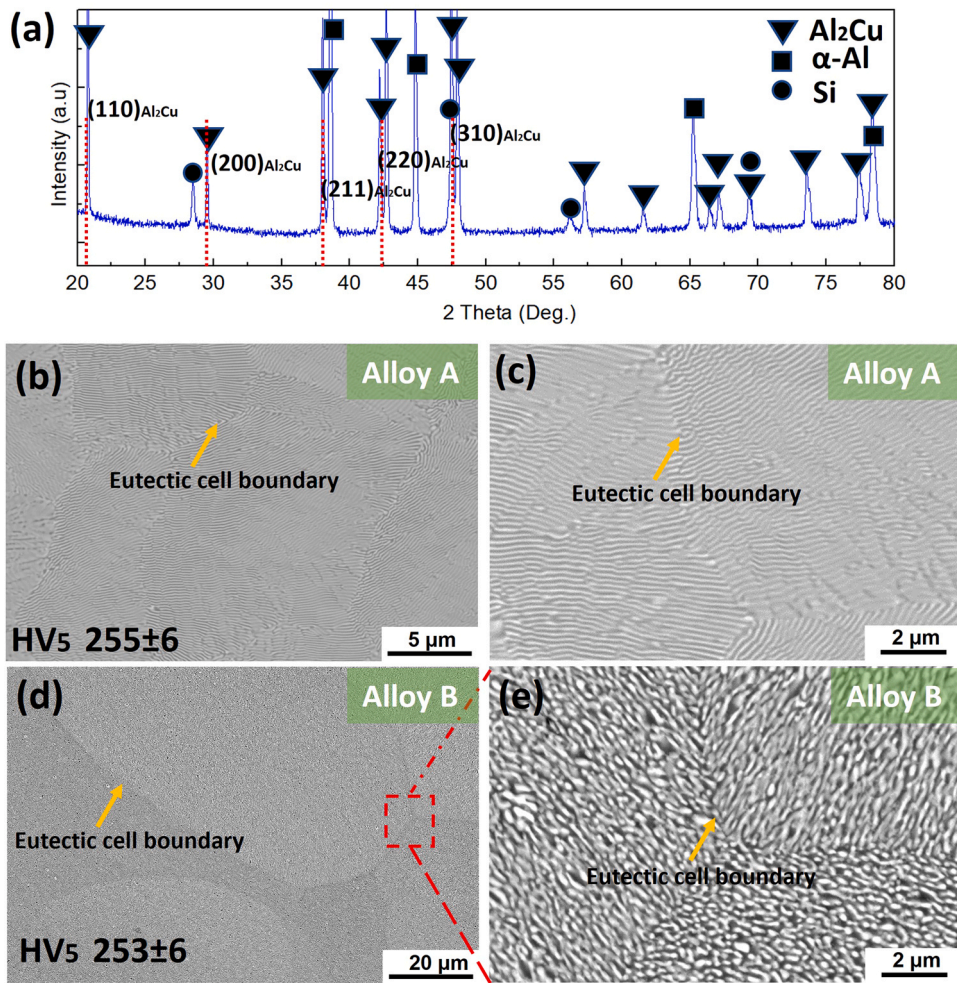 (a)
Al₂Cu
α-Al
Si
Intensity (a.u)
(110)Al₂Cu
(200)Al₂Cu
(211)Al₂Cu
(220)Al₂Cu
(310)Al₂Cu
20 25 30 35 40 45 50 55 60 65 70 75 80
2 Theta (Deg.)
(b)
Alloy A
Eutectic cell boundary
HV₅ 255±6
5 µm
(c)
Alloy A
Eutectic cell boundary
2 µm
(d)
Alloy B
Eutectic cell boundary
HV₅ 253±6
20 µm
(e)
Alloy B
Eutectic cell boundary
2 µm